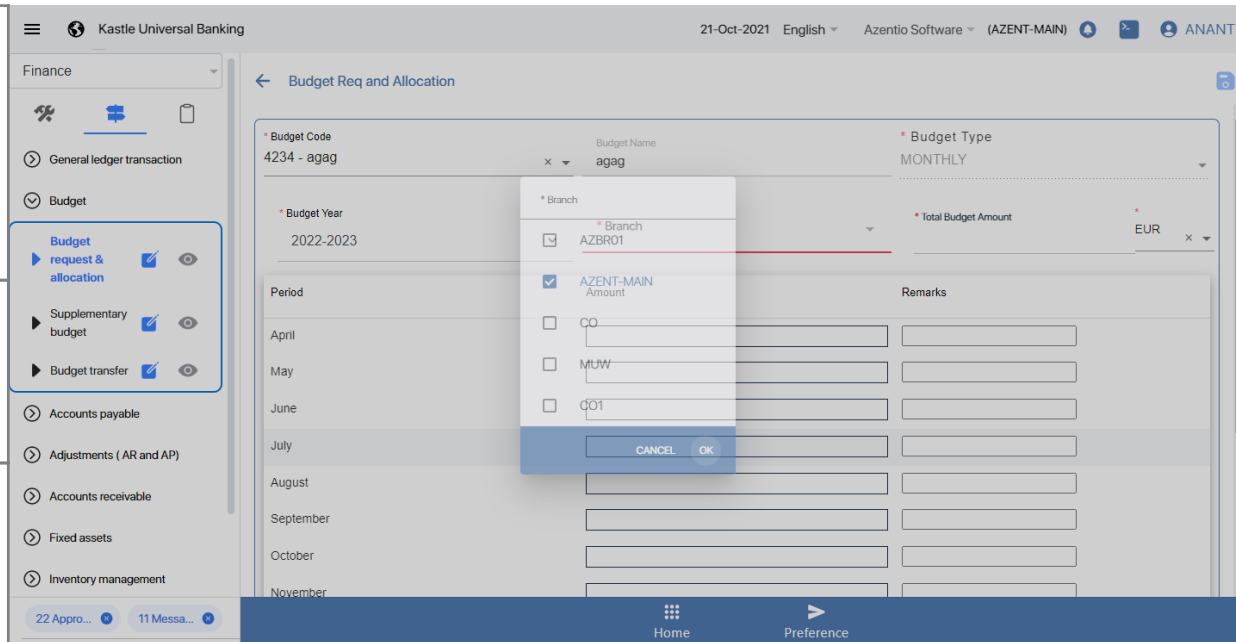 Kastle Universal Banking
21-Oct-2021 English Azentio Software (AZENT-MAIN) ANANT
Finance
General ledger transaction
Budget
Budget
request &
allocation
Supplementary
budget
Budget transfer
Accounts payable
Adjustments ( AR and AP)
Accounts receivable
Fixed assets
Inventory management
22 Appro...
11 Messa...
Budget Req and Allocation
* Budget Code
4234 - agag
Budget Name
agag
* Budget Type
MONTHLY
* Budget Year
2022-2023
* Branch
* Total Budget Amount
*
EUR
Period
Amount
Remarks
April
May
June
July
August
September
October
November
* Branch
AZBR01
AZENT-MAIN
CO
MUW
CO1
CANCEL OK
Home
Preference